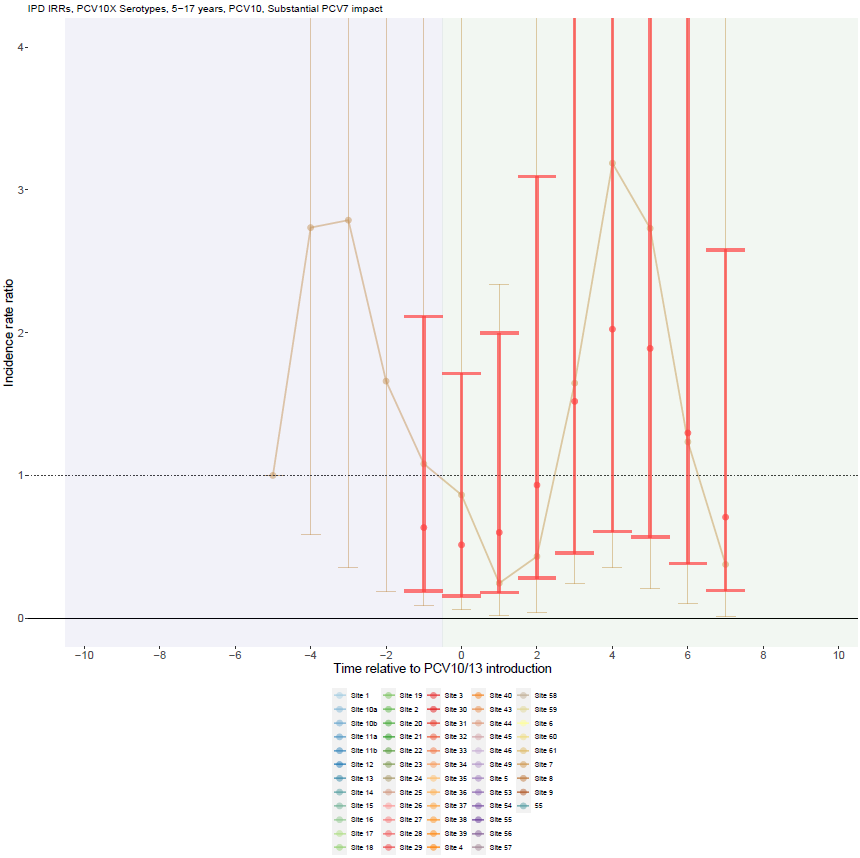 IPD IRRs, PCV10X Serotypes, 5−17 years, PCV10, Substantial PCV7 impact
Incidence rate ratio
4
3
2
1
0
−10 −8 −6 −4 −2 0 2 4 6 8 10
Time relative to PCV10/13 introduction
Site 1 Site 19 Site 3 Site 40 Site 58
Site 10a Site 2 Site 30 Site 43 Site 59
Site 10b Site 20 Site 31 Site 44 Site 6
Site 11a Site 21 Site 32 Site 45 Site 60
Site 11b Site 22 Site 33 Site 46 Site 61
Site 12 Site 23 Site 34 Site 49 Site 7
Site 13 Site 24 Site 35 Site 5 Site 8
Site 14 Site 25 Site 36 Site 53 Site 9
Site 15 Site 26 Site 37 Site 54 55
Site 16 Site 27 Site 38 Site 55
Site 17 Site 28 Site 39 Site 56
Site 18 Site 29 Site 4 Site 57